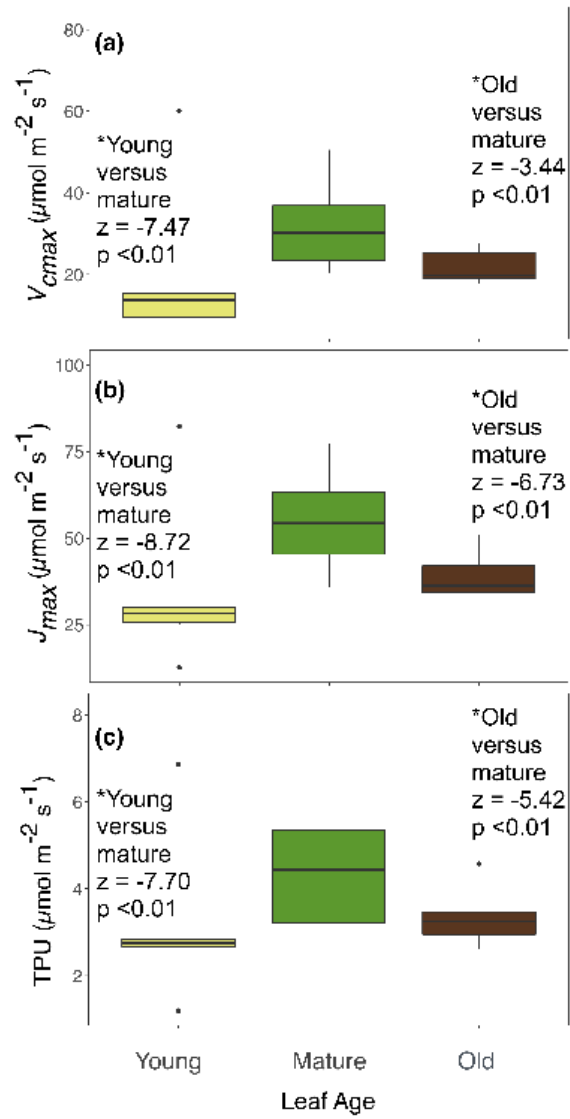 (a)
80
60
40
20
Vcmax (μmol m⁻² s⁻¹)
*Young
versus
mature
z = -7.47
p <0.01
*Old
versus
mature
z = -3.44
p <0.01
(b)
100
75
50
25
Jmax (μmol m⁻² s⁻¹)
*Young
versus
mature
z = -8.72
p <0.01
*Old
versus
mature
z = -6.73
p <0.01
(c)
8
6
4
2
TPU (μmol m⁻² s⁻¹)
*Young
versus
mature
z = -7.70
p <0.01
*Old
versus
mature
z = -5.42
p <0.01
Young Mature Old
Leaf Age